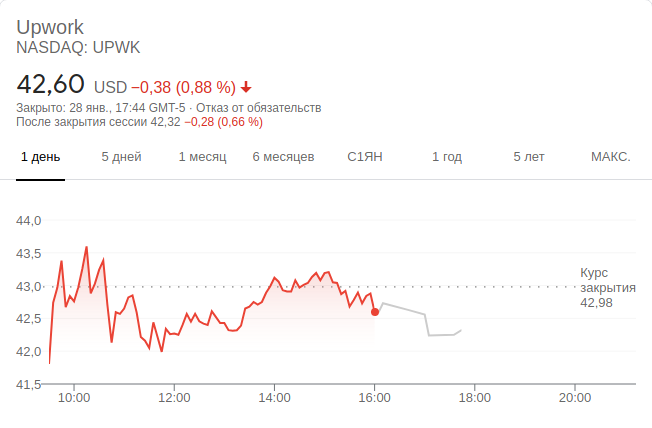 Upwork
NASDAQ: UPWK
42,60 USD −0,38 (0,88 %)
Закрыто: 28 янв., 17:44 GMT-5 · Отказ от обязательств
После закрытия сессии 42,32 −0,28 (0,66 %)
1 день 5 дней 1 месяц 6 месяцев С1ЯН 1 год 5 лет МАКС.
44,0
43,5
43,0
42,5
42,0
41,5
Курс
закрытия
42,98
10:00 12:00 14:00 16:00 18:00 20:00